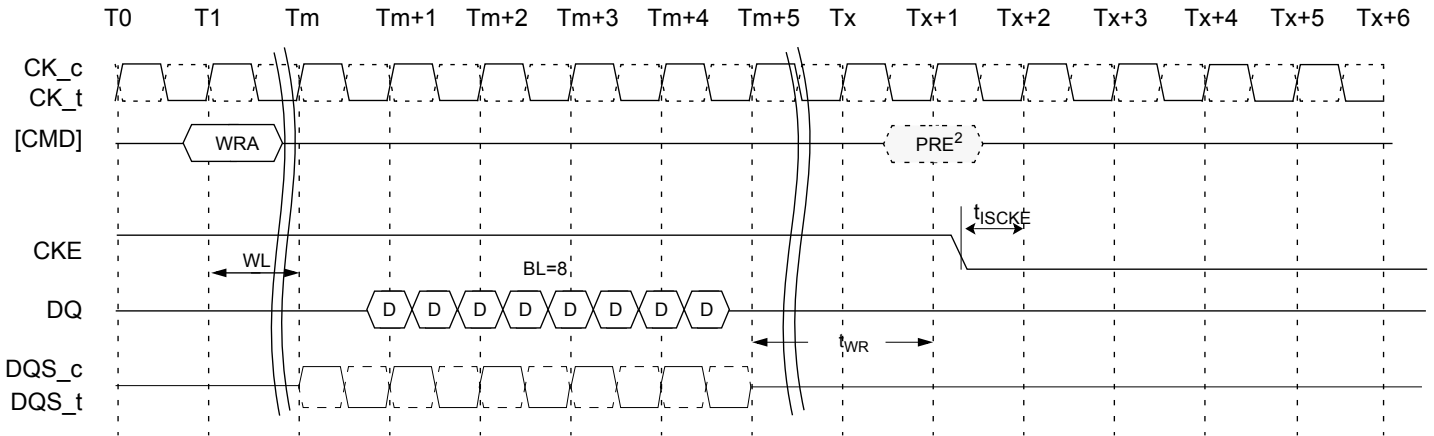 T0 T1 Tm Tm+1 Tm+2 Tm+3 Tm+4 Tm+5 Tx Tx+1 Tx+2 Tx+3 Tx+4 Tx+5 Tx+6
CK_c
CK_t
[CMD] WRA PRE2
tISCKE
CKE
WL BL=8
DQ D D D D D D D D
tWR
DQS_c
DQS_t